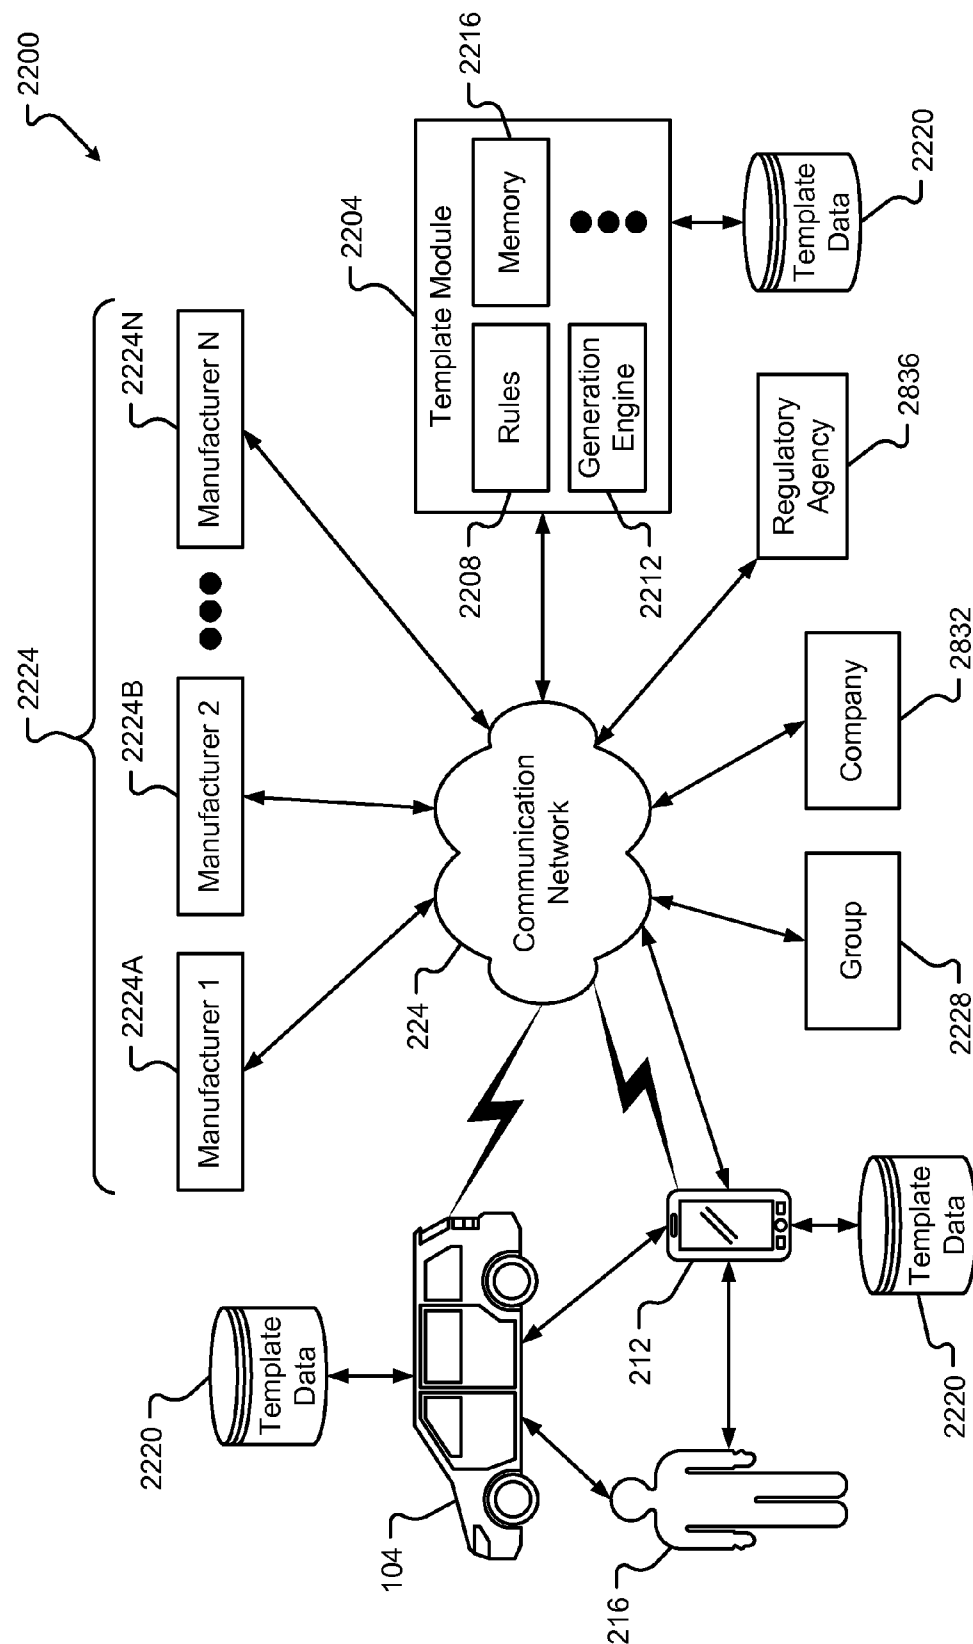 2200
2224
2224A
2224B
2224N
Manufacturer 1
Manufacturer 2
Manufacturer N
2220
Template
Data
2204
Template Module
2216
Rules
Memory
Generation
Engine
2208
2212
Template
Data
2220
104
224
Communication
Network
212
216
Template
Data
2220
Group
2228
Company
2832
Regulatory
Agency
2836